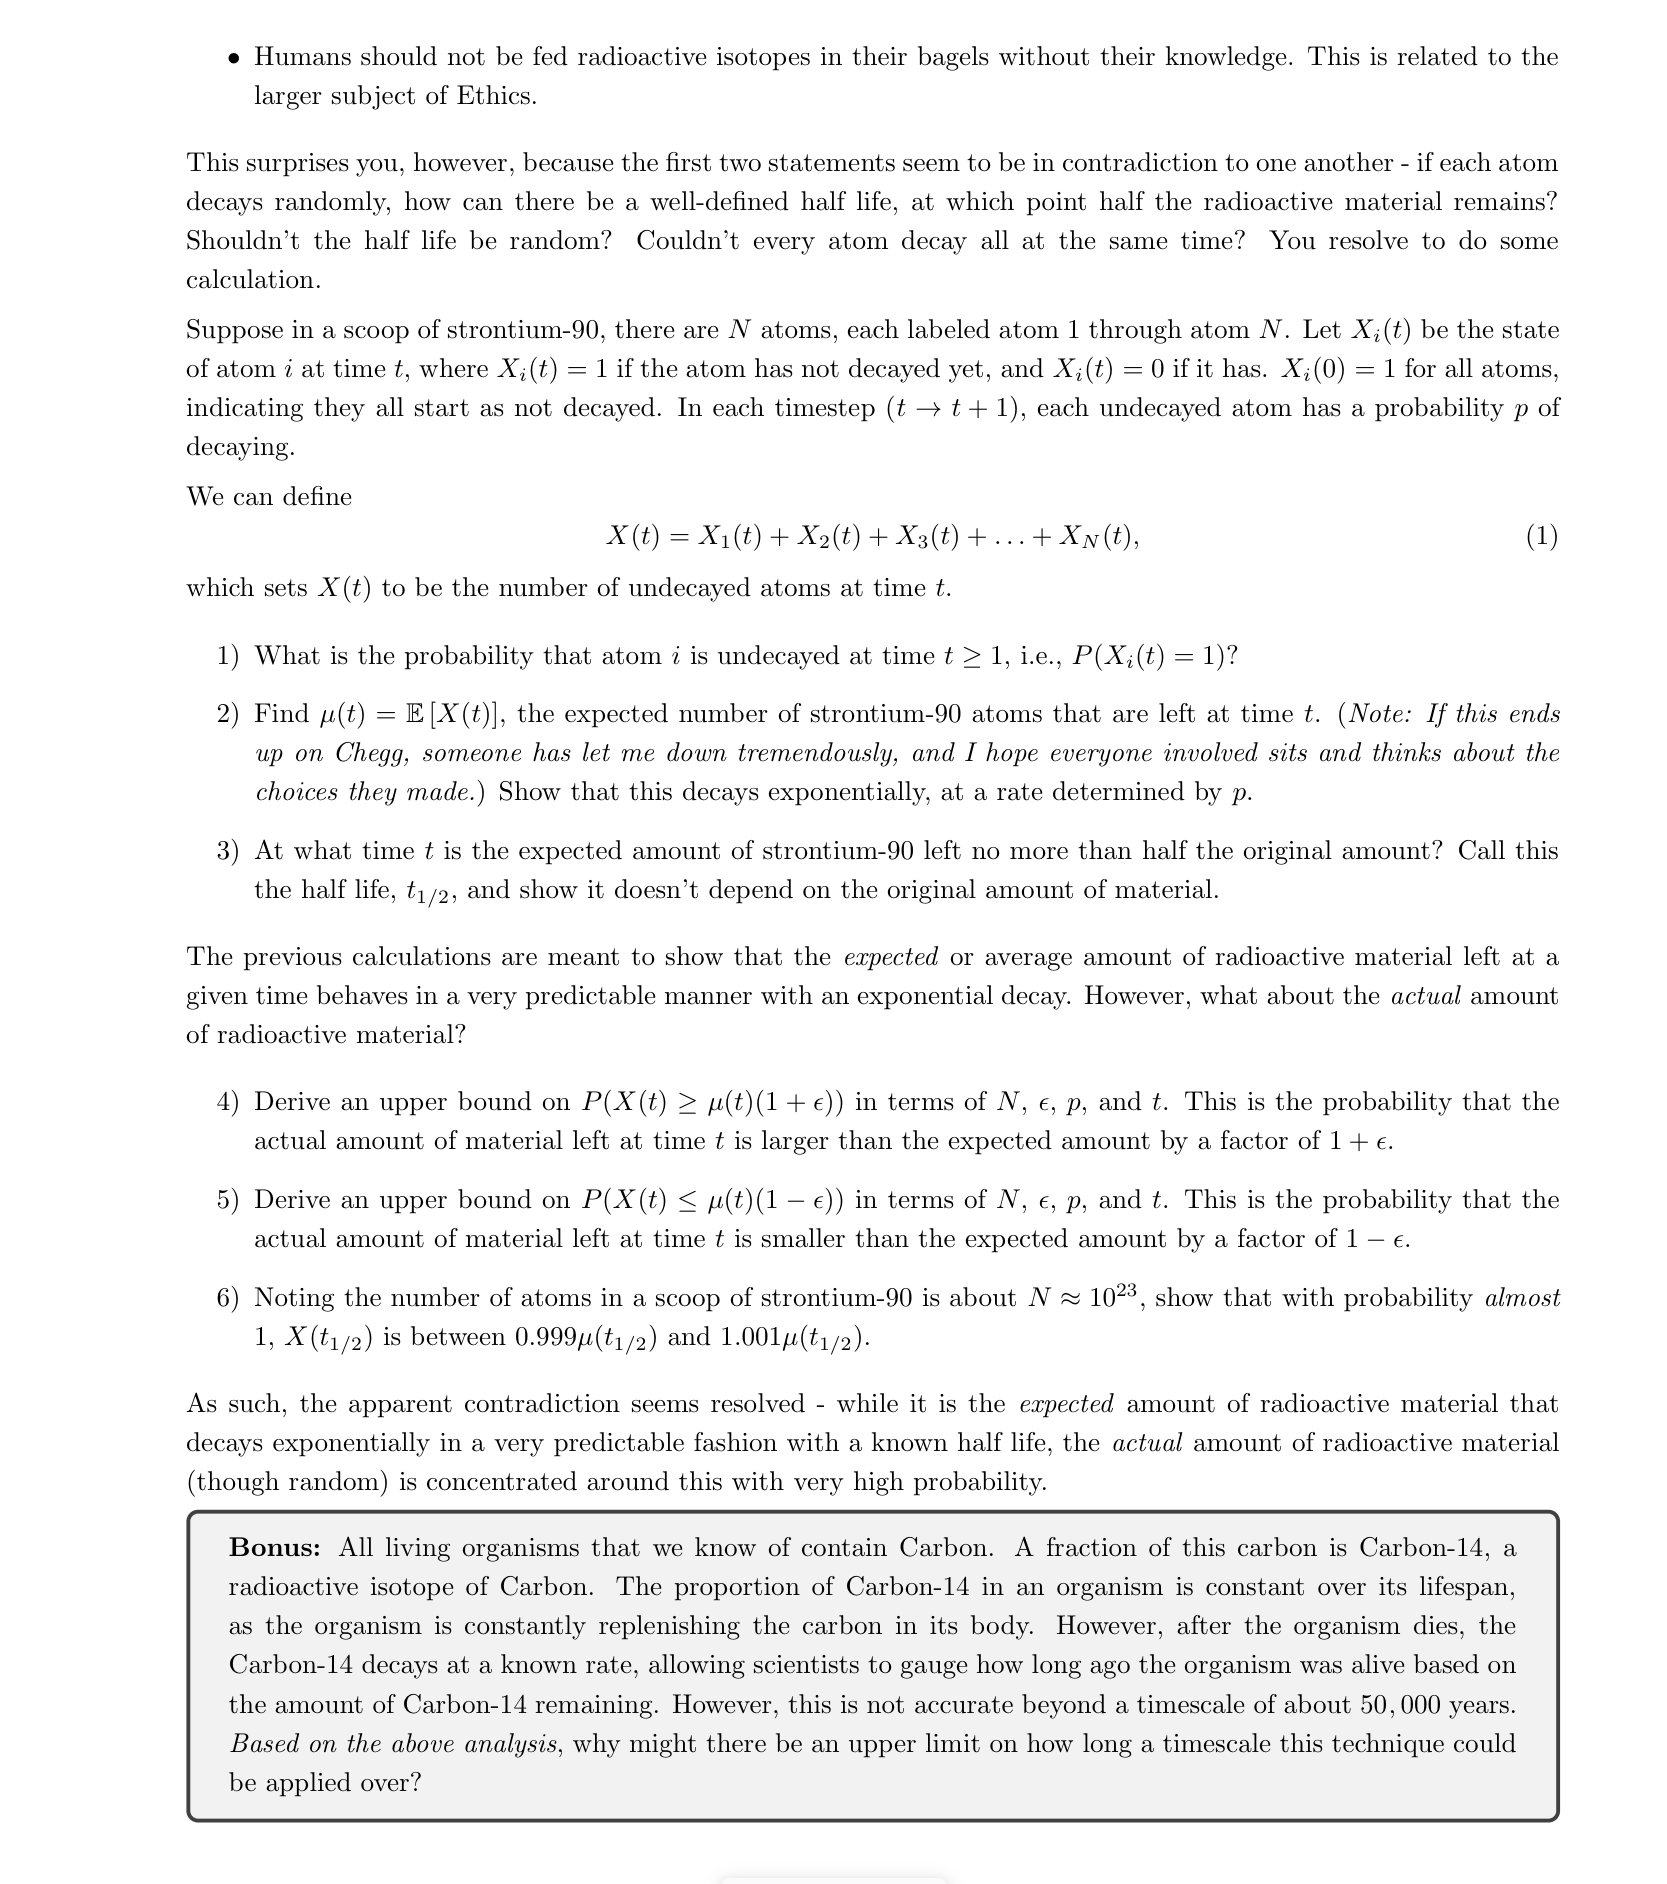 • Humans should not be fed radioactive isotopes in their bagels without their knowledge. This is related to the
larger subject of Ethics.
This surprises you, however, because the first two statements seem to be in contradiction to one another - if each atom
decays randomly, how can there be a well-defined half life, at which point half the radioactive material remains?
Shouldn't the half life be random? Couldn't every atom decay all at the same time? You resolve to do some
calculation.
Suppose in a scoop of strontium-90, there are N atoms, each labeled atom 1 through atom N. Let X_i(t) be the state
of atom i at time t, where X_i(t) = 1 if the atom has not decayed yet, and X_i(t) = 0 if it has. X_i(0) = 1 for all atoms,
indicating they all start as not decayed. In each timestep (t → t + 1), each undecayed atom has a probability p of
decaying.
We can define
X(t) = X_1(t) + X_2(t) + X_3(t) + ... + X_N(t), (1)
which sets X(t) to be the number of undecayed atoms at time t.
1) What is the probability that atom i is undecayed at time t ≥ 1, i.e., P(X_i(t) = 1)?
2) Find μ(t) = 𝔼[X(t)], the expected number of strontium-90 atoms that are left at time t. (Note: If this ends
up on Chegg, someone has let me down tremendously, and I hope everyone involved sits and thinks about the
choices they made.) Show that this decays exponentially, at a rate determined by p.
3) At what time t is the expected amount of strontium-90 left no more than half the original amount? Call this
the half life, t_{1/2}, and show it doesn't depend on the original amount of material.
The previous calculations are meant to show that the expected or average amount of radioactive material left at a
given time behaves in a very predictable manner with an exponential decay. However, what about the actual amount
of radioactive material?
4) Derive an upper bound on P(X(t) ≥ μ(t)(1 + ϵ)) in terms of N, ϵ, p, and t. This is the probability that the
actual amount of material left at time t is larger than the expected amount by a factor of 1 + ϵ.
5) Derive an upper bound on P(X(t) ≤ μ(t)(1 − ϵ)) in terms of N, ϵ, p, and t. This is the probability that the
actual amount of material left at time t is smaller than the expected amount by a factor of 1 − ϵ.
6) Noting the number of atoms in a scoop of strontium-90 is about N ≈ 10^{23}, show that with probability almost
1, X(t_{1/2}) is between 0.999μ(t_{1/2}) and 1.001μ(t_{1/2}).
As such, the apparent contradiction seems resolved - while it is the expected amount of radioactive material that
decays exponentially in a very predictable fashion with a known half life, the actual amount of radioactive material
(though random) is concentrated around this with very high probability.
Bonus: All living organisms that we know of contain Carbon. A fraction of this carbon is Carbon-14, a
radioactive isotope of Carbon. The proportion of Carbon-14 in an organism is constant over its lifespan,
as the organism is constantly replenishing the carbon in its body. However, after the organism dies, the
Carbon-14 decays at a known rate, allowing scientists to gauge how long ago the organism was alive based on
the amount of Carbon-14 remaining. However, this is not accurate beyond a timescale of about 50,000 years.
Based on the above analysis, why might there be an upper limit on how long a timescale this technique could
be applied over?